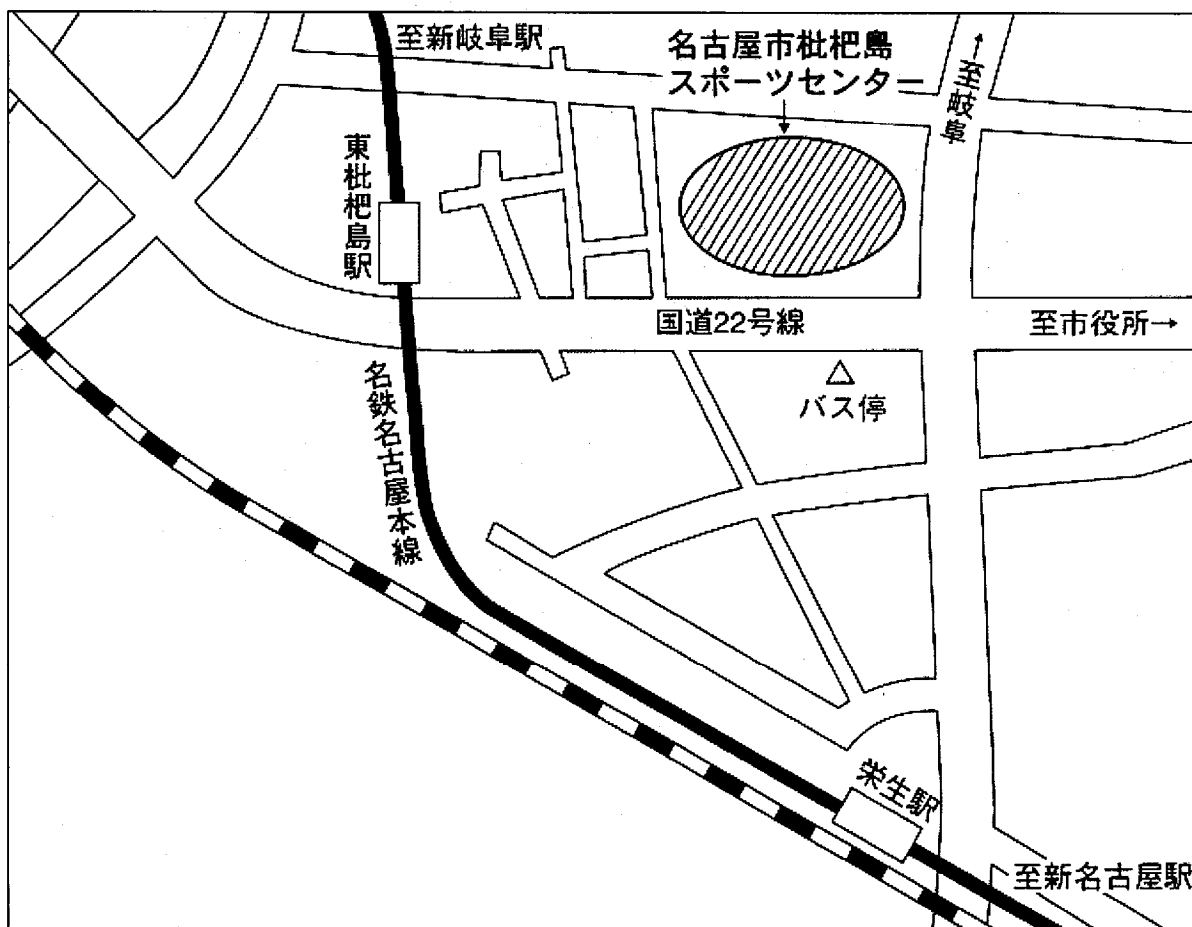 至新岐阜駅
名古屋市枇杷島
スポーツセンター
↑至岐阜
東枇杷島駅
国道22号線
至市役所→
バス停
名鉄名古屋本線
栄生駅
至新名古屋駅